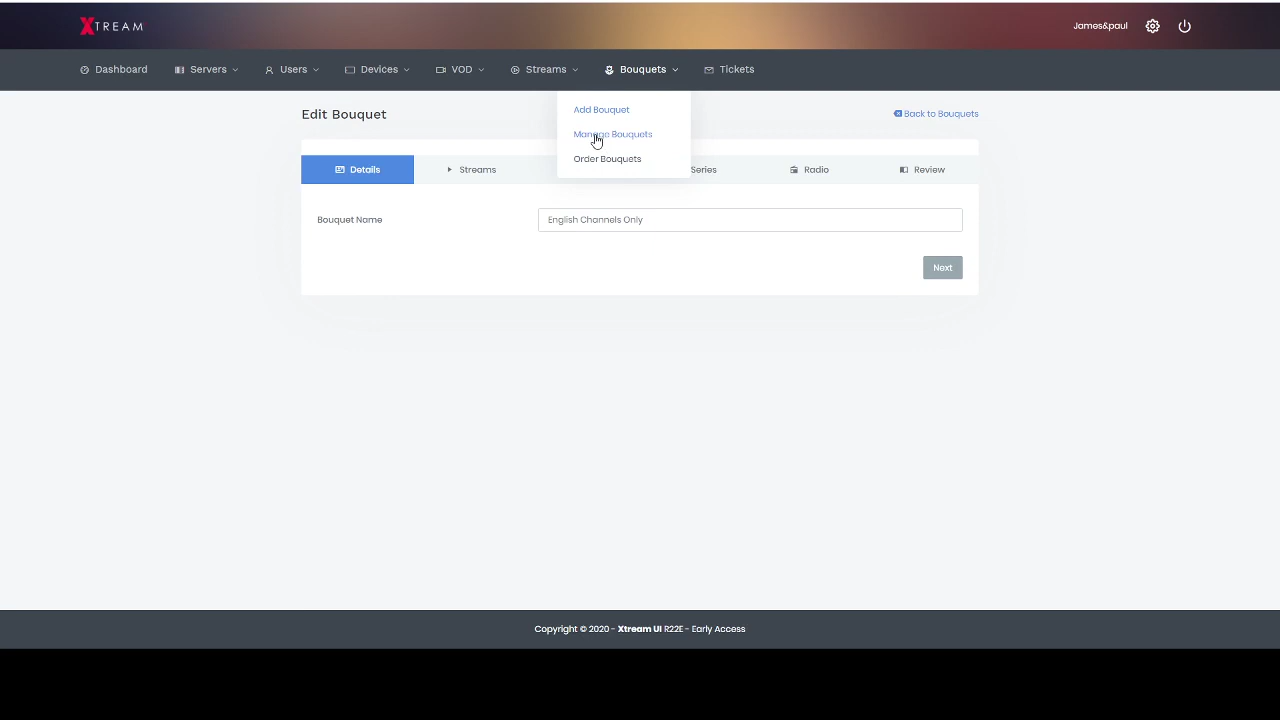 XTREAM
James&paul
Dashboard Servers Users Devices VOD Streams Bouquets Tickets
Add Bouquet
Manage Bouquets
Order Bouquets
Edit Bouquet
Back to Bouquets
Details Streams Series Radio Review
Bouquet Name English Channels Only
Next
Copyright © 2020 - Xtream UI R22E - Early Access